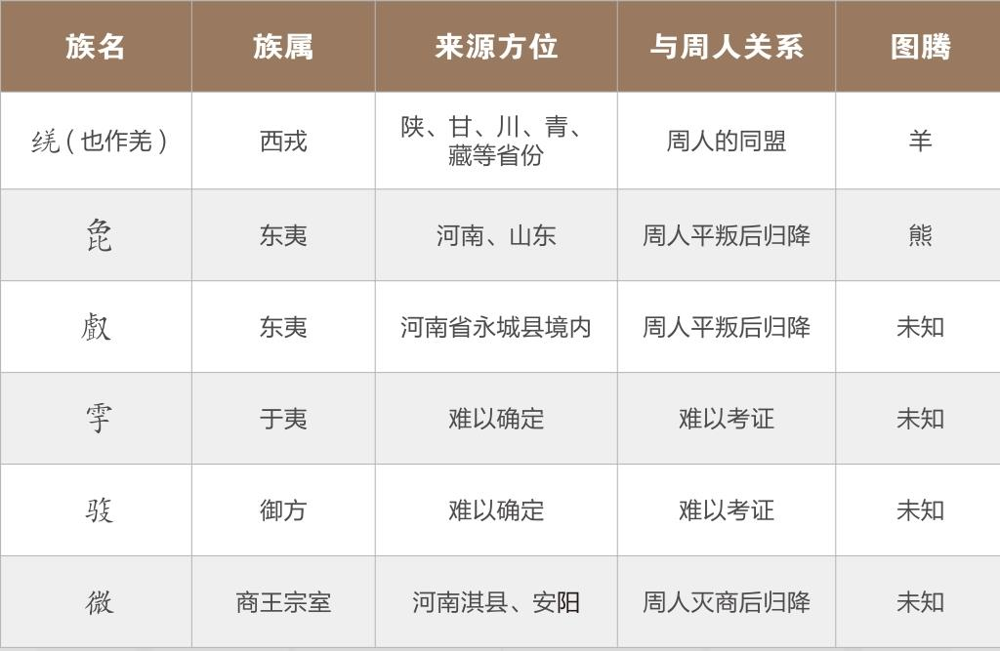 族名 族属 来源方位 与周人关系 图腾
(也作羌) 西戎 陕、甘、川、青、
藏等省份 周人的同盟 羊
东夷 河南、山东 周人平叛后归降 熊
东夷 河南省永城县境内 周人平叛后归降 未知
雩 于夷 难以确定 难以考证 未知
御方 难以确定 难以考证 未知
微 商王宗室 河南淇县、安阳 周人灭商后归降 未知